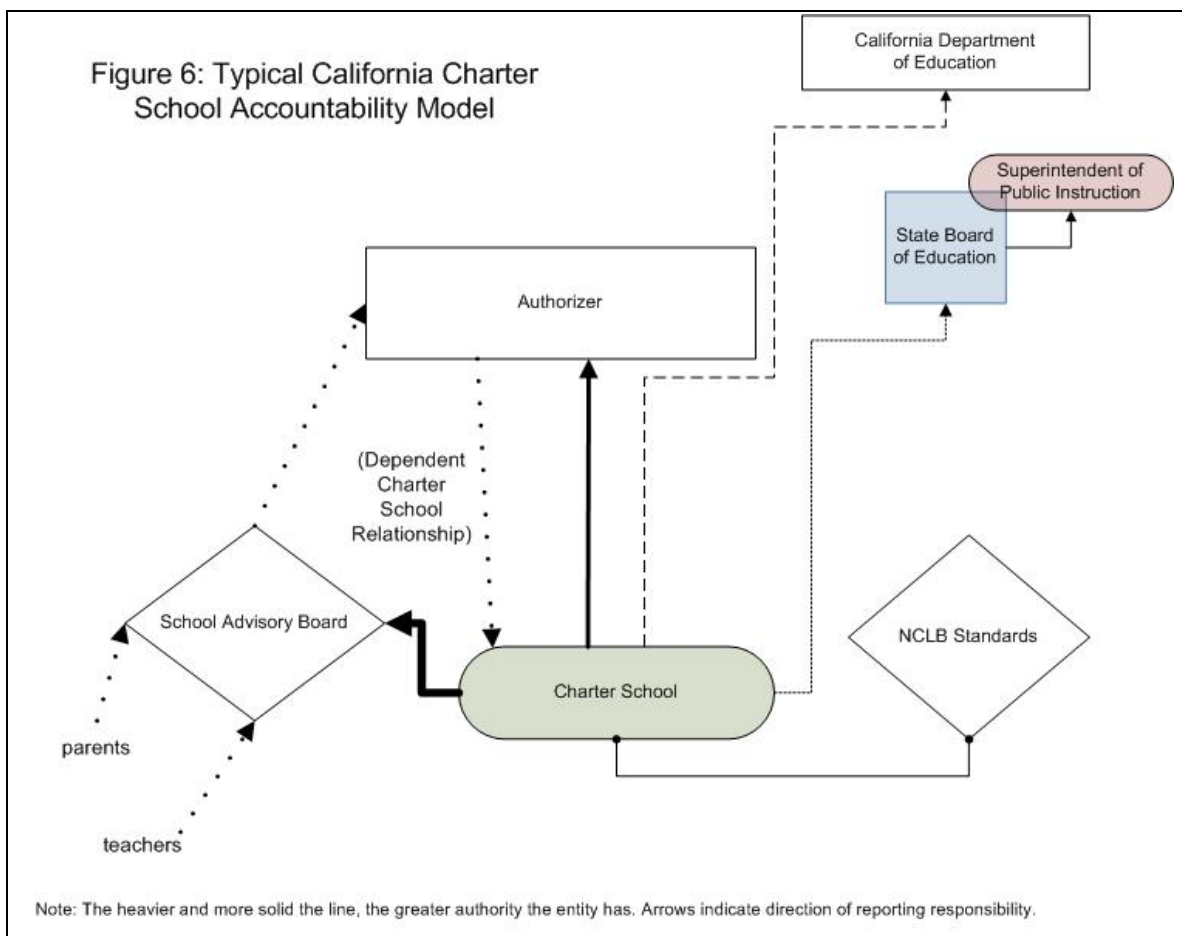 Figure 6: Typical California Charter
School Accountability Model
California Department
of Education
Superintendent of
Public Instruction
State Board
of Education
Authorizer
(Dependent
Charter
School
Relationship)
School Advisory Board
NCLB Standards
Charter School
parents
teachers
Note: The heavier and more solid the line, the greater authority the entity has. Arrows indicate direction of reporting responsibility.